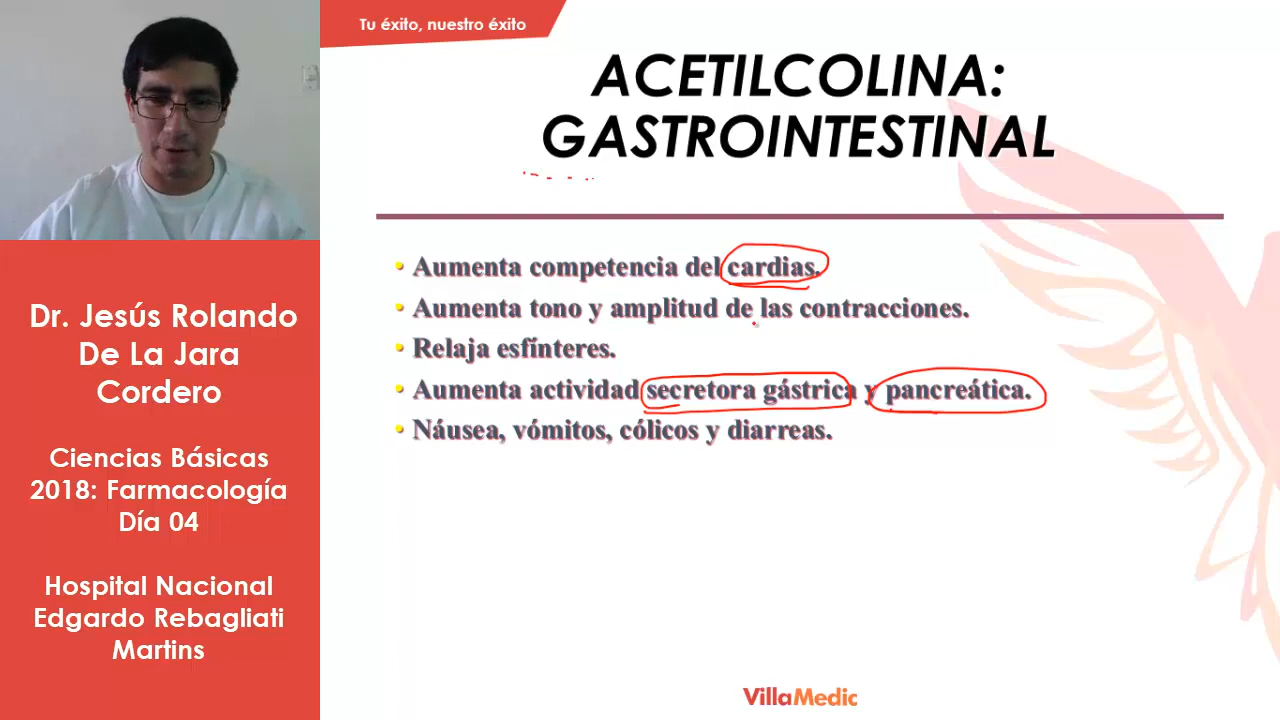 Tu éxito, nuestro éxito
ACETILCOLINA:
GASTROINTESTINAL
• Aumenta competencia del cardias.
• Aumenta tono y amplitud de las contracciones.
• Relaja esfínteres.
• Aumenta actividad secretora gástrica y pancreática.
• Náusea, vómitos, cólicos y diarreas.
Dr. Jesús Rolando
De La Jara
Cordero
Ciencias Básicas
2018: Farmacología
Día 04
Hospital Nacional
Edgardo Rebagliati
Martins
VillaMedic